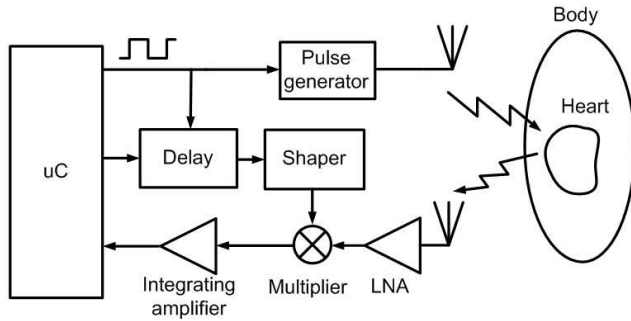 Body
Pulse
generator
Heart
uC
Delay
Shaper
Integrating
amplifier
Multiplier
LNA